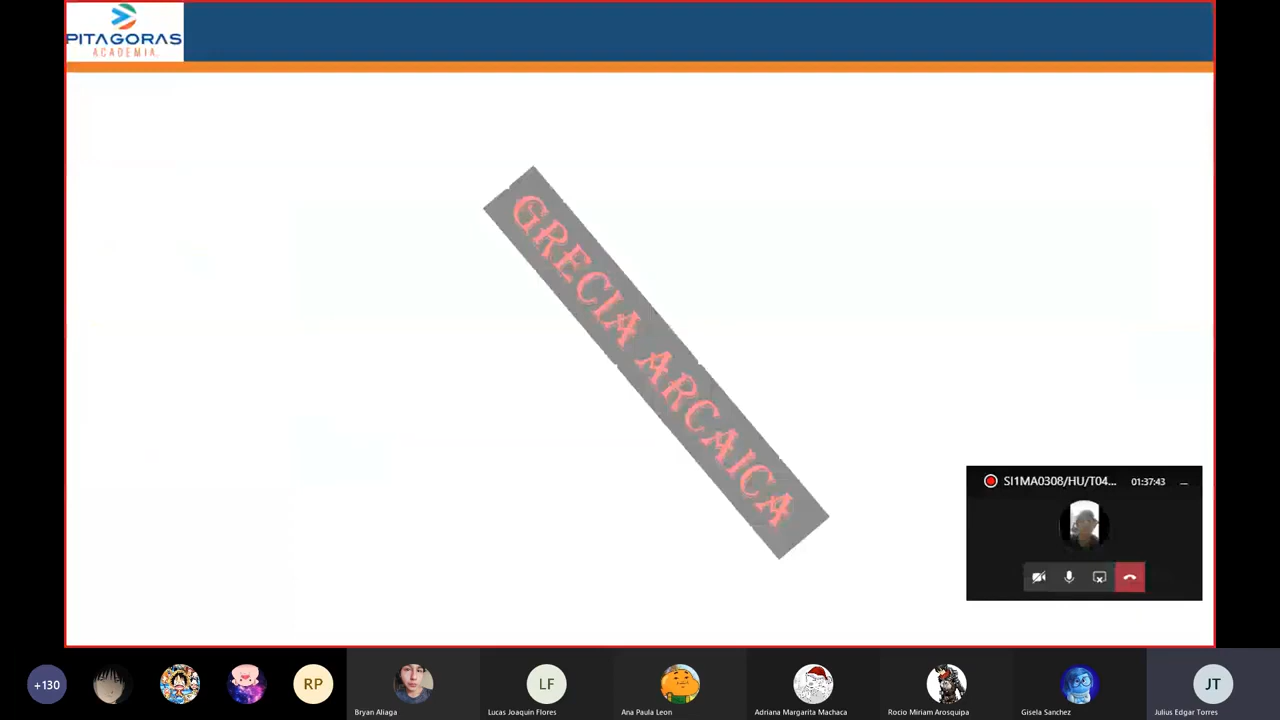 PITAGORAS
ACADEMIA
GRECIA ARCAICA
SI1MA0308/HU/T04...
01:37:43
+130
RP
LF
JT
Bryan Aliaga
Lucas Joaquin Flores
Ana Paula Leon
Adriana Margarita Machaca
Rocio Miriam Arosquipa
Gisela Sanchez
Julius Edgar Torres